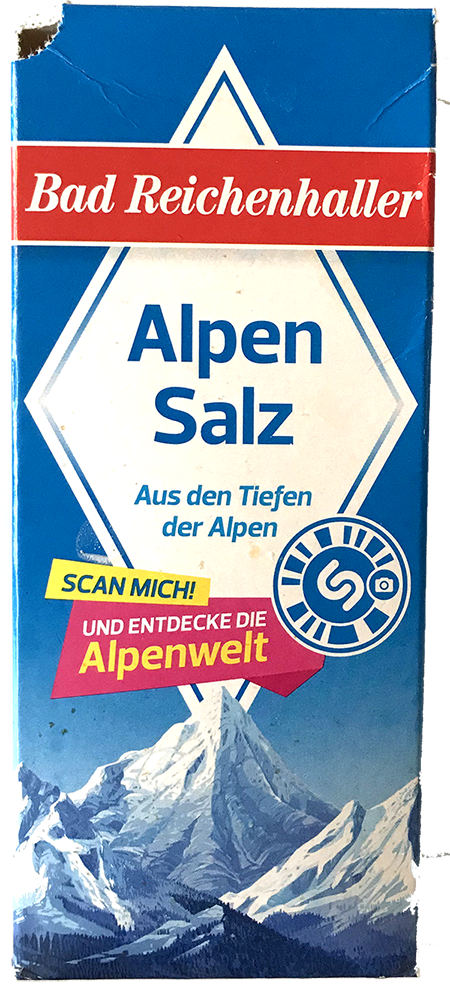 Bad Reichenhaller
Alpen
Salz
Aus den Tiefen
der Alpen
SCAN MICH!
UND ENTDECKE DIE
Alpenwelt